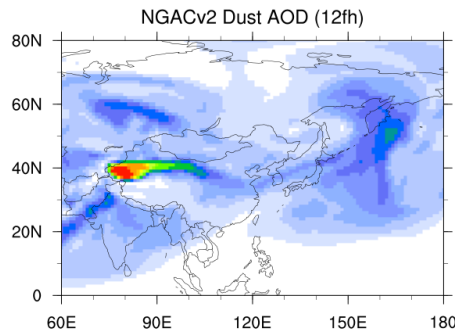 NGACv2 Dust AOD (12fh)
80N
60N
40N
20N
0
60E 90E 120E 150E 180